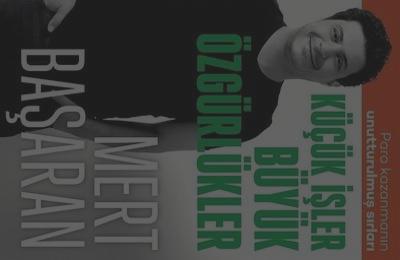 Para kazanmanın
unutturulmuş sırları
KÜÇÜK İŞLER
BÜYÜK
ÖZGÜRLÜKLER
MERT
BAŞARAN